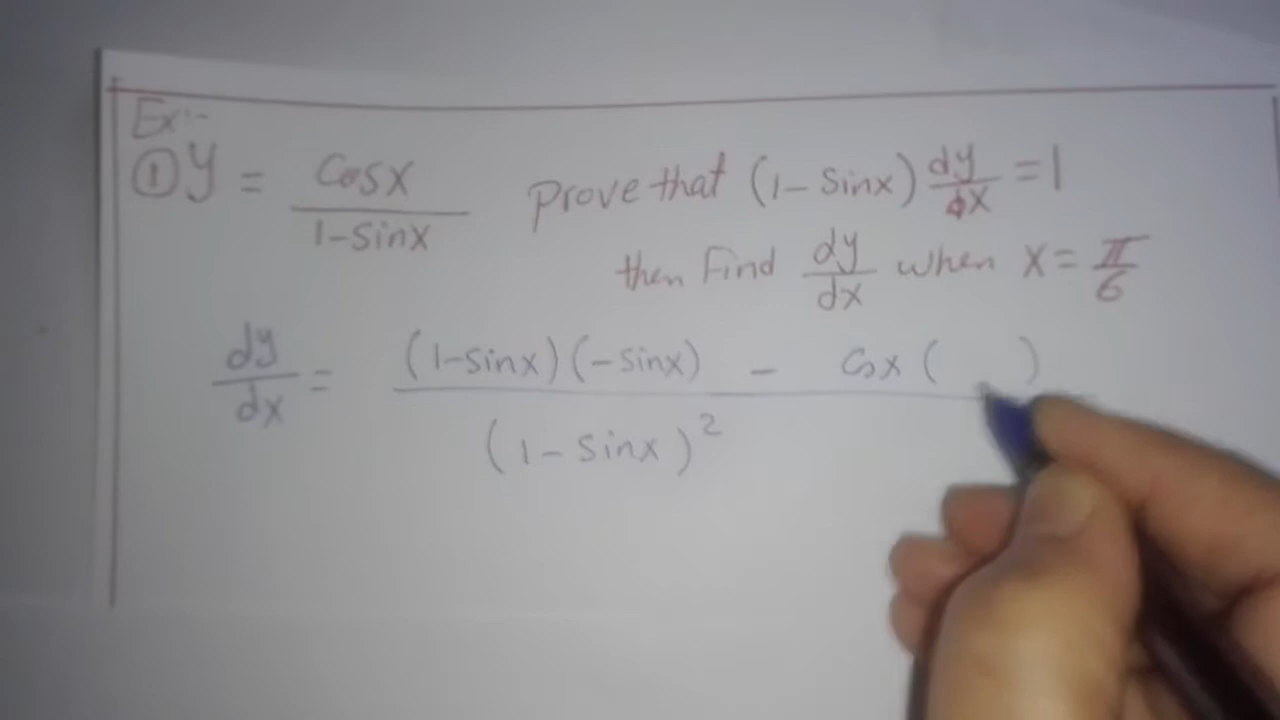 Ex:-
① y = cosx / 1-sinx prove that (1- sinx) dy/dx = 1
then find dy/dx when x = π/6
dy/dx = (1-sinx)(-sinx) - cosx ( ) / (1- sinx)²